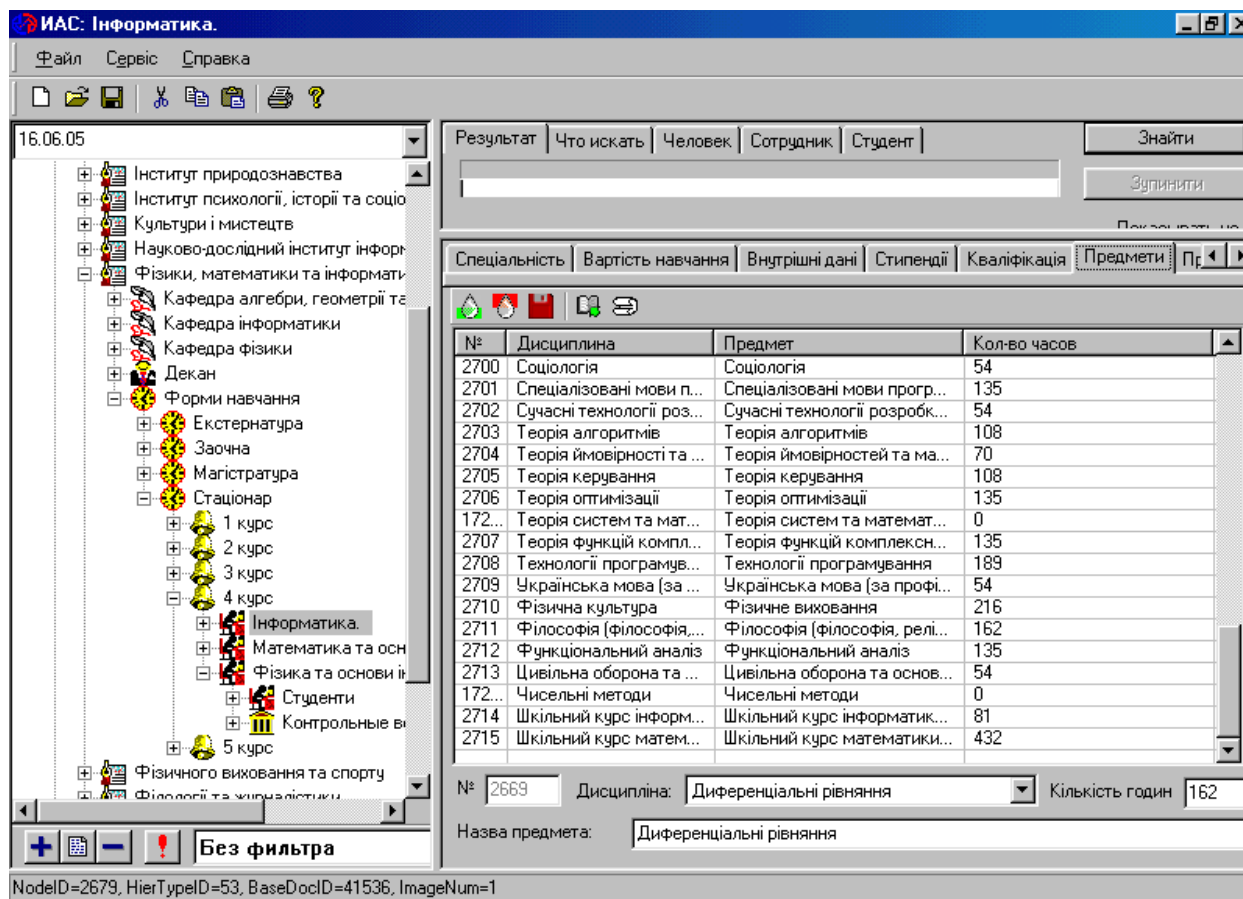 ИАС: Інформатика.
Файл Сервіс Справка
16.06.05
Інститут природознавства
Інститут психології, історії та соціо
Культури і мистецтв
Науково-дослідний інститут інформ
Фізики, математики та інформати
Кафедра алгебри, геометрії та
Кафедра інформатики
Кафедра фізики
Декан
Форми навчання
Екстернатура
Заочна
Магістратура
Стаціонар
1 курс
2 курс
3 курс
4 курс
Інформатика.
Математика та осн
Фізика та основи ін
Студенти
Контрольные в
5 курс
Фізичного виховання та спорту
Філології та журналістики
Без фильтра
Результат Что искать Человек Сотрудник Студент
Знайти
Зупинити
Спеціальність Вартість навчання Внутрішні дані Стипендії Кваліфікація Предмети Пр
№ Дисциплина Предмет Кол-во часов
2700 Соціологія Соціологія 54
2701 Спеціалізовані мови п... Спеціалізовані мови прогр... 135
2702 Сучасні технології роз... Сучасні технології розробк... 54
2703 Теорія алгоритмів Теорія алгоритмів 108
2704 Теорія ймовірності та ... Теорія ймовірностей та ма... 70
2705 Теорія керування Теорія керування 108
2706 Теорія оптимізації Теорія оптимізації 135
172... Теорія систем та мат... Теорія систем та математ... 0
2707 Теорія функцій компл... Теорія функцій комплексн... 135
2708 Технології програмув... Технології програмування 189
2709 Українська мова (за ... Українська мова (за профі... 54
2710 Фізична культура Фізичне виховання 216
2711 Філософія (філософія,... Філософія (філософія, релі... 162
2712 Функціональний аналіз Функціональний аналіз 135
2713 Цивільна оборона та ... Цивільна оборона та основ... 54
172... Чисельні методи Чисельні методи 0
2714 Шкільний курс інформ... Шкільний курс інформатик... 81
2715 Шкільний курс матем... Шкільний курс математики... 432
№ 2669 Дисципліна: Диференціальні рівняння Кількість годин 162
Назва предмета: Диференціальні рівняння
NodeID=2679, HierTypeID=53, BaseDocID=41536, ImageNum=1